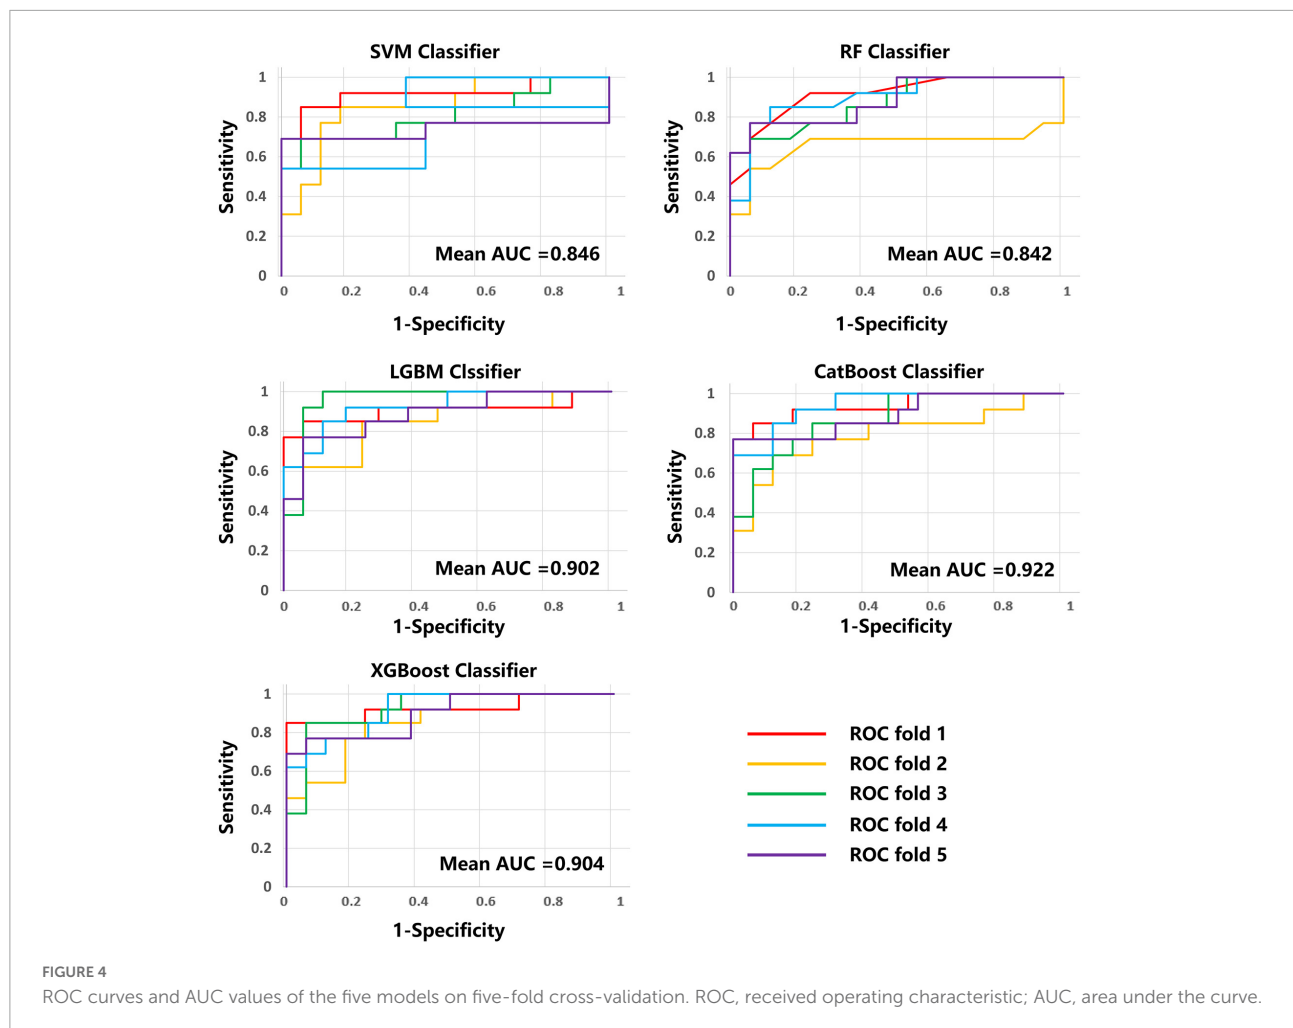 SVM Classifier
1
0.8
0.6
0.4
0.2
0
Sensitivity
Mean AUC =0.846
0 0.2 0.4 0.6 0.8 1
1-Specificity
RF Classifier
1
0.8
0.6
0.4
0.2
0
Sensitivity
Mean AUC =0.842
0 0.2 0.4 0.6 0.8 1
1-Specificity
LGBM Clssifier
1
0.8
0.6
0.4
0.2
0
Sensitivity
Mean AUC =0.902
0 0.2 0.4 0.6 0.8 1
1-Specificity
CatBoost Classifier
1
0.8
0.6
0.4
0.2
0
Sensitivity
Mean AUC =0.922
0 0.2 0.4 0.6 0.8 1
1-Specificity
XGBoost Classifier
1
0.8
0.6
0.4
0.2
0
Sensitivity
Mean AUC =0.904
0 0.2 0.4 0.6 0.8 1
1-Specificity
ROC fold 1
ROC fold 2
ROC fold 3
ROC fold 4
ROC fold 5
FIGURE 4
ROC curves and AUC values of the five models on five-fold cross-validation. ROC, received operating characteristic; AUC, area under the curve.